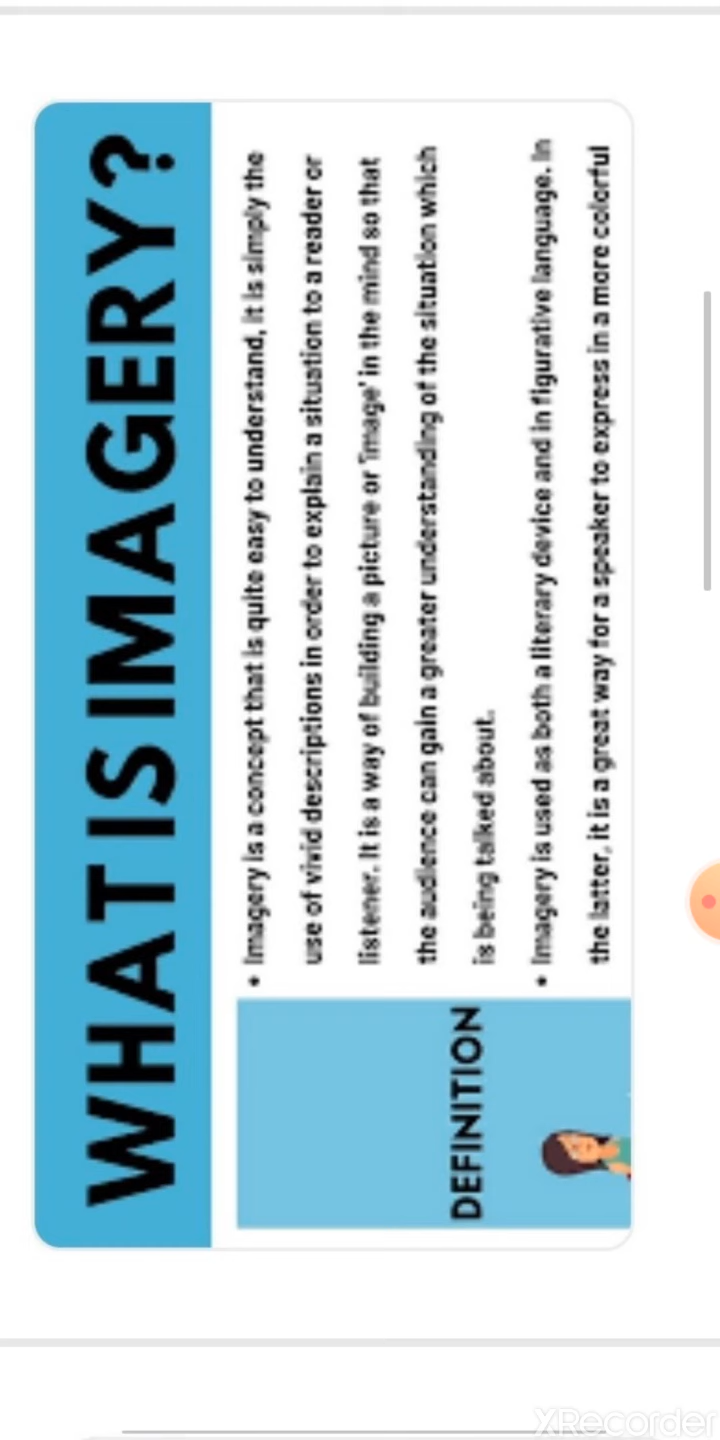 WHAT IS IMAGERY?
DEFINITION
• Imagery is a concept that is quite easy to understand, it is simply the
use of vivid descriptions in order to explain a situation to a reader or
listener. It is a way of building a picture or 'image' in the mind so that
the audience can gain a greater understanding of the situation which
is being talked about.
• Imagery is used as both a literary device and in figurative language. In
the latter, it is a great way for a speaker to express in a more colorful
XRecorder